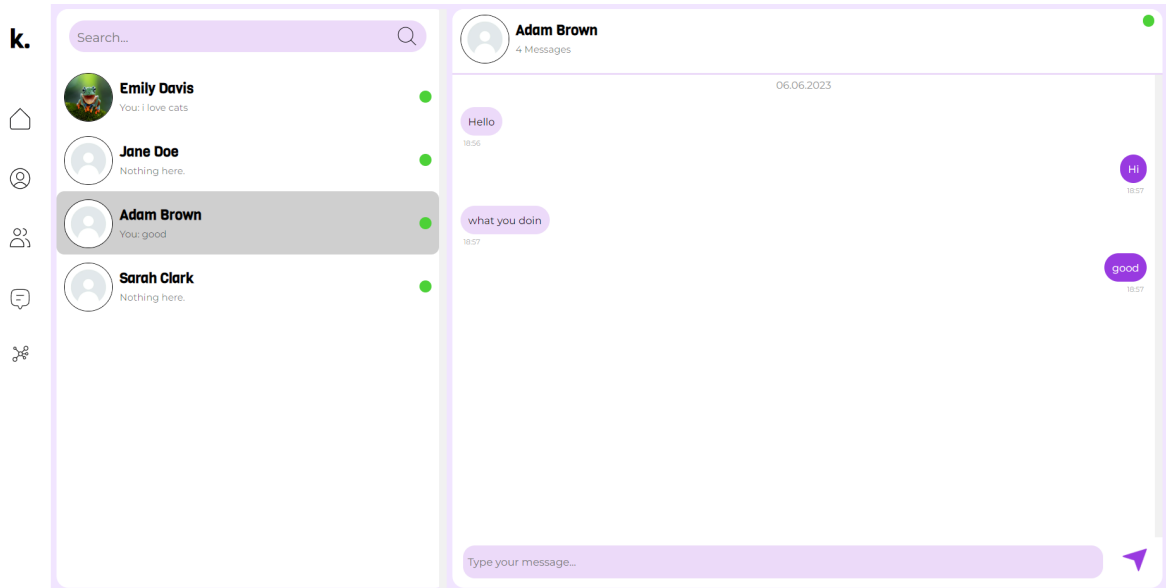 k.
Search...
Emily Davis
You: i love cats
Jane Doe
Nothing here.
Adam Brown
You: good
Sarah Clark
Nothing here.
Adam Brown
4 Messages
06.06.2023
Hello
18:56
Hi
18:57
what you doin
18:57
good
18:57
Type your message...